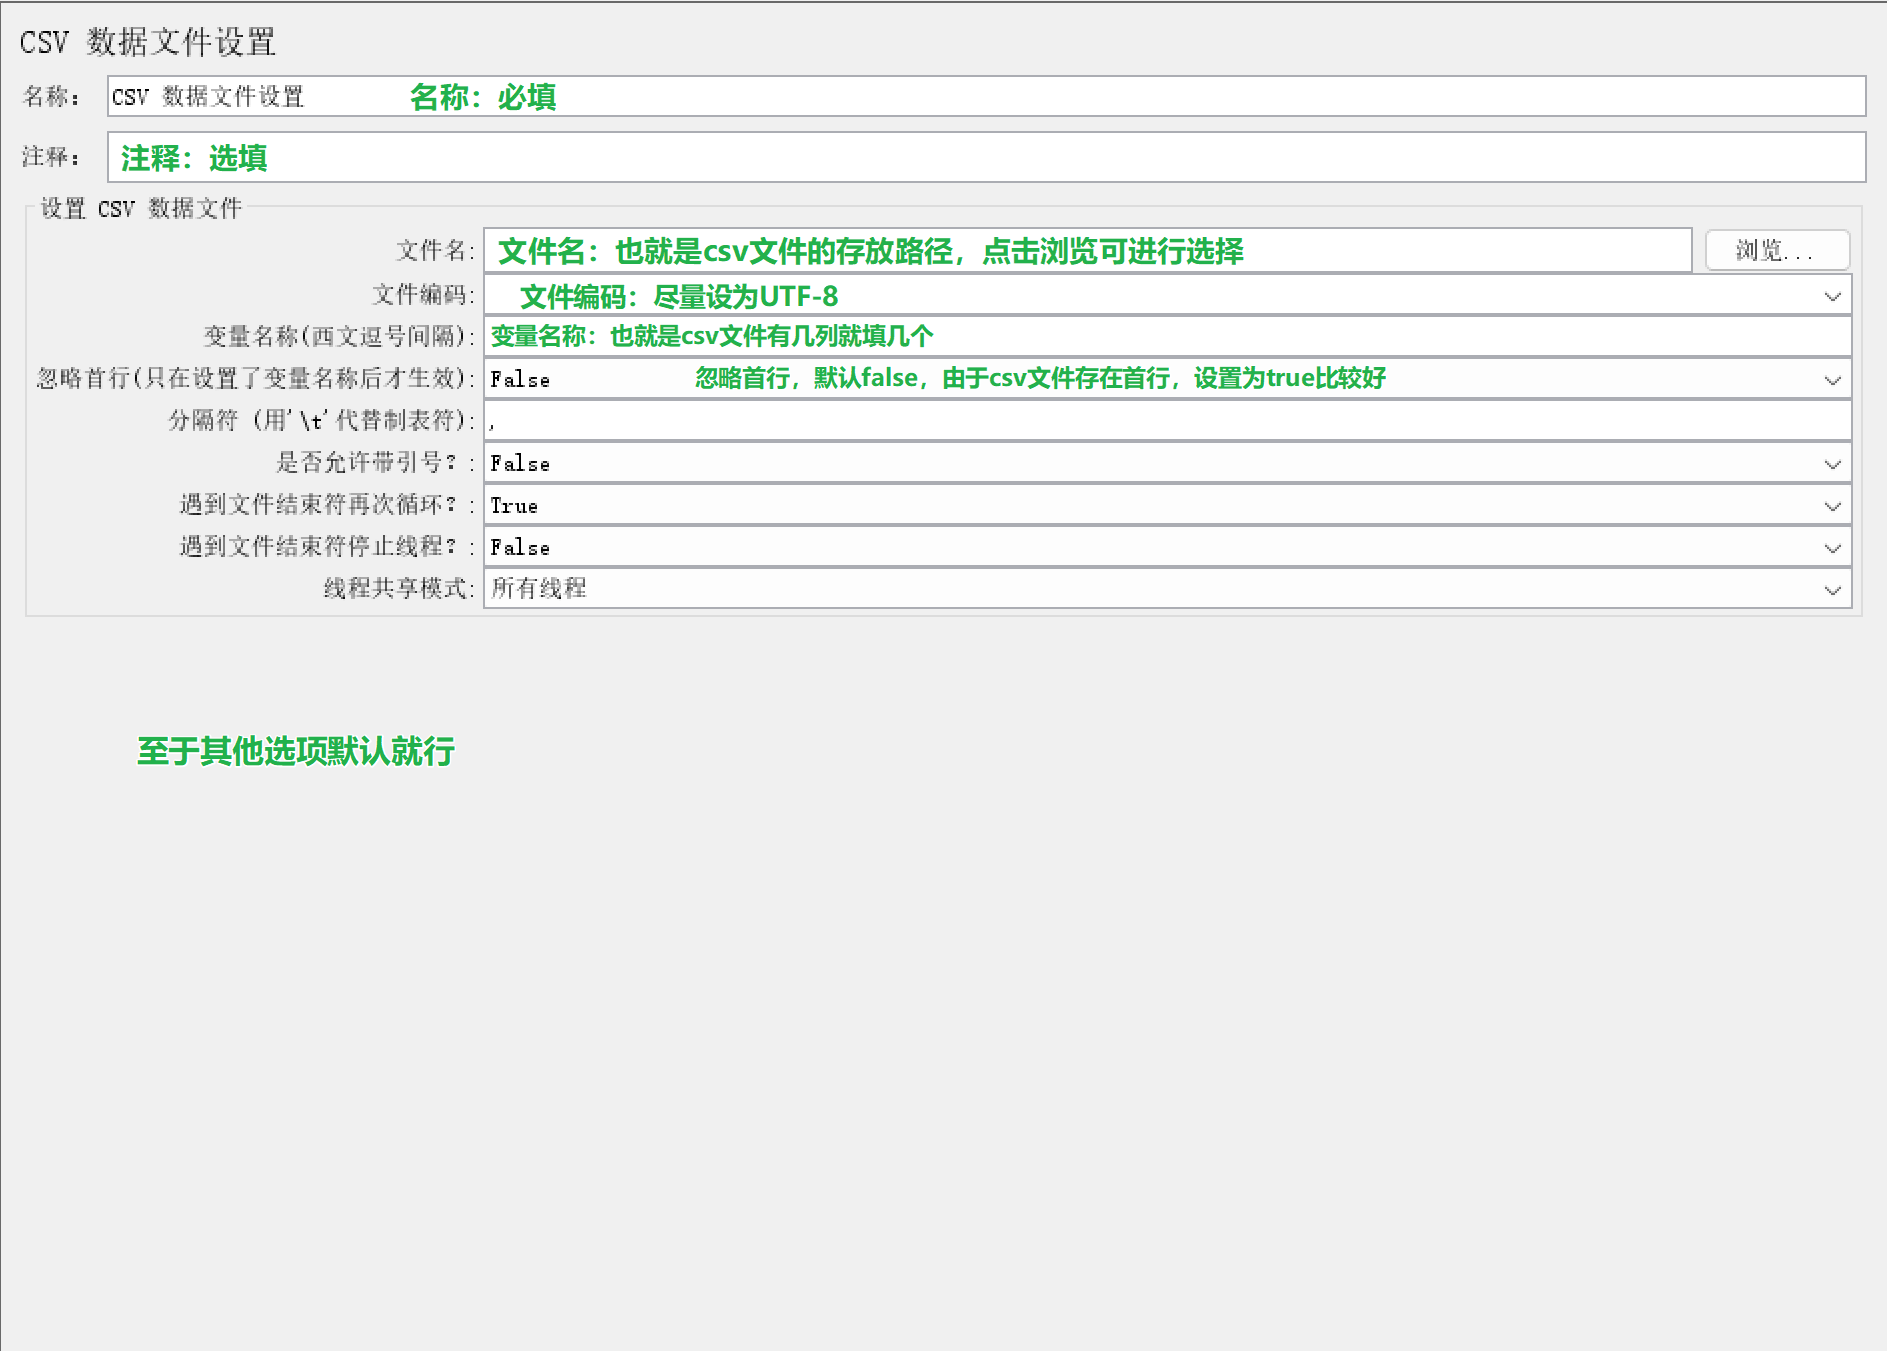 CSV 数据文件设置
名称： CSV 数据文件设置 名称：必填
注释： 注释：选填
设置 CSV 数据文件
文件名: 文件名：也就是csv文件的存放路径，点击浏览可进行选择 浏览...
文件编码: 文件编码：尽量设为UTF-8
变量名称(西文逗号间隔): 变量名称：也就是csv文件有几列就填几个
忽略首行(只在设置了变量名称后才生效): False 忽略首行，默认false，由于csv文件存在首行，设置为true比较好
分隔符 (用'\t'代替制表符): ,
是否允许带引号？: False
遇到文件结束符再次循环？: True
遇到文件结束符停止线程？: False
线程共享模式: 所有线程
至于其他选项默认就行